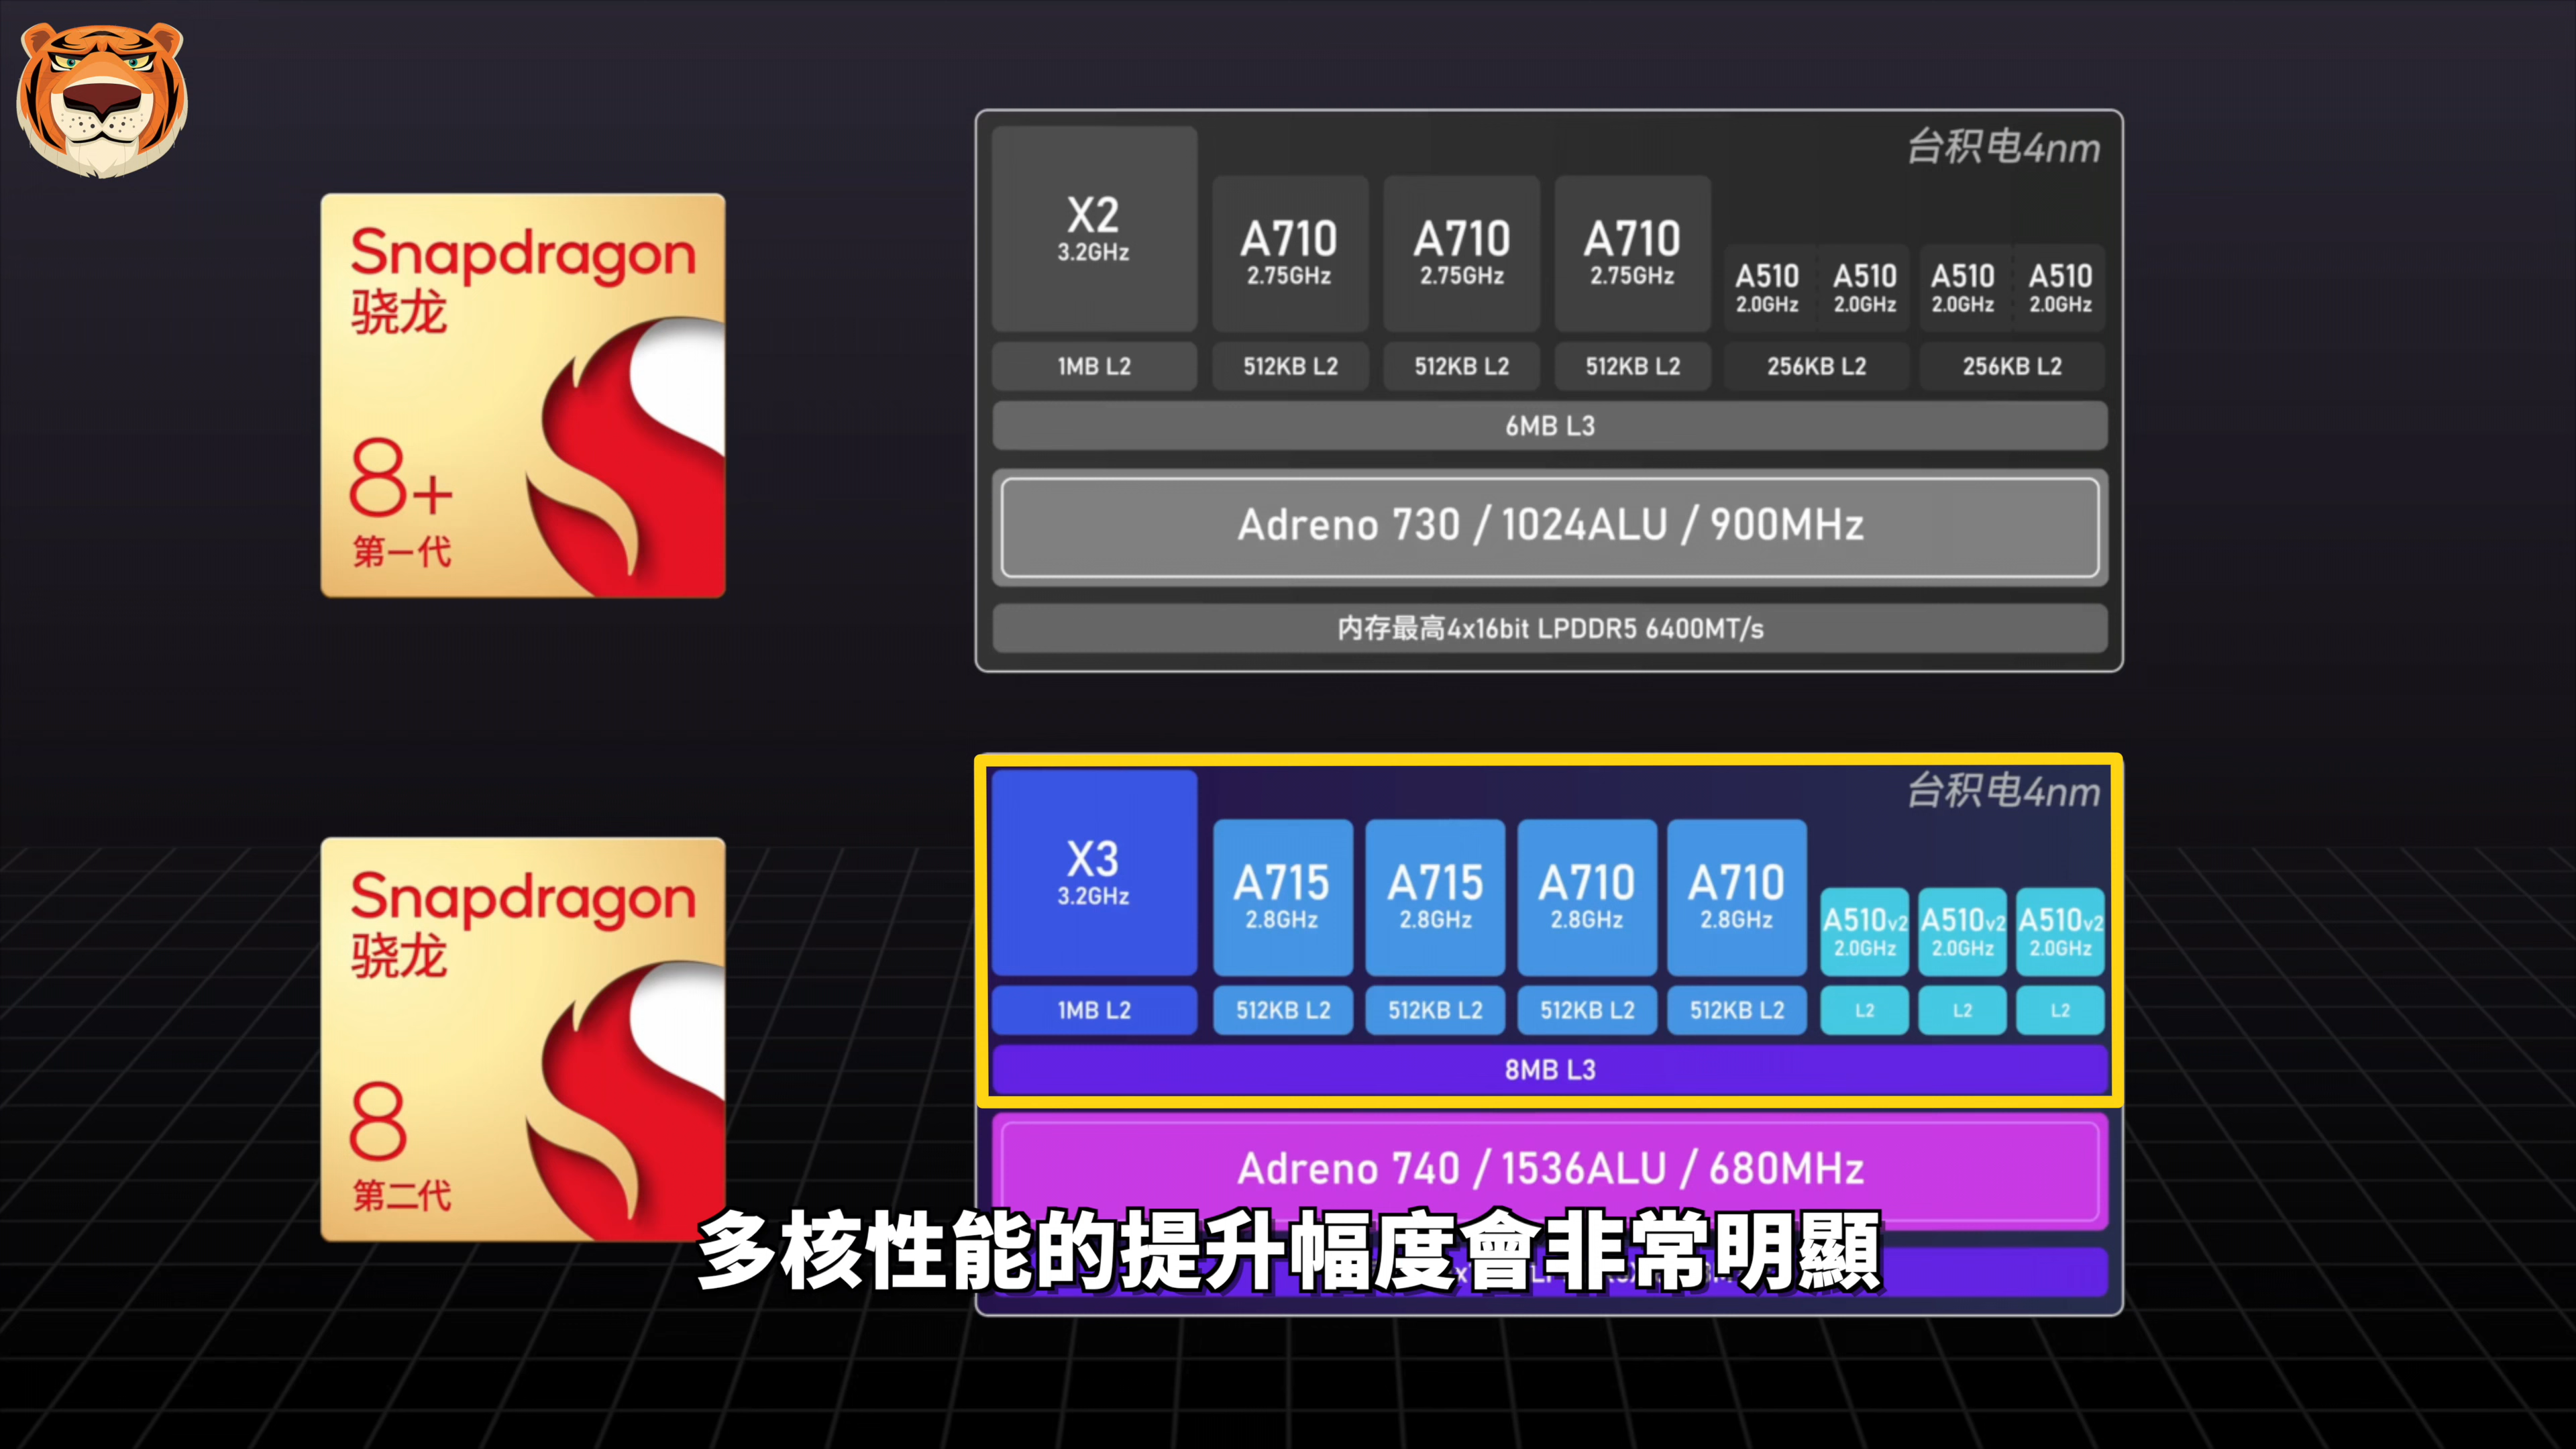 Snapdragon
骁龙
8+
第一代
台积电4nm
X2
3.2GHz
A710
2.75GHz
A710
2.75GHz
A710
2.75GHz
A510
2.0GHz
A510
2.0GHz
A510
2.0GHz
A510
2.0GHz
1MB L2
512KB L2
512KB L2
512KB L2
256KB L2
256KB L2
6MB L3
Adreno 730 / 1024ALU / 900MHz
内存最高4x16bit LPDDR5 6400MT/s
Snapdragon
骁龙
8
第二代
台积电4nm
X3
3.2GHz
A715
2.8GHz
A715
2.8GHz
A710
2.8GHz
A710
2.8GHz
A510v2
2.0GHz
A510v2
2.0GHz
A510v2
2.0GHz
1MB L2
512KB L2
512KB L2
512KB L2
512KB L2
L2
L2
L2
8MB L3
Adreno 740 / 1536ALU / 680MHz
多核性能的提升幅度會非常明顯